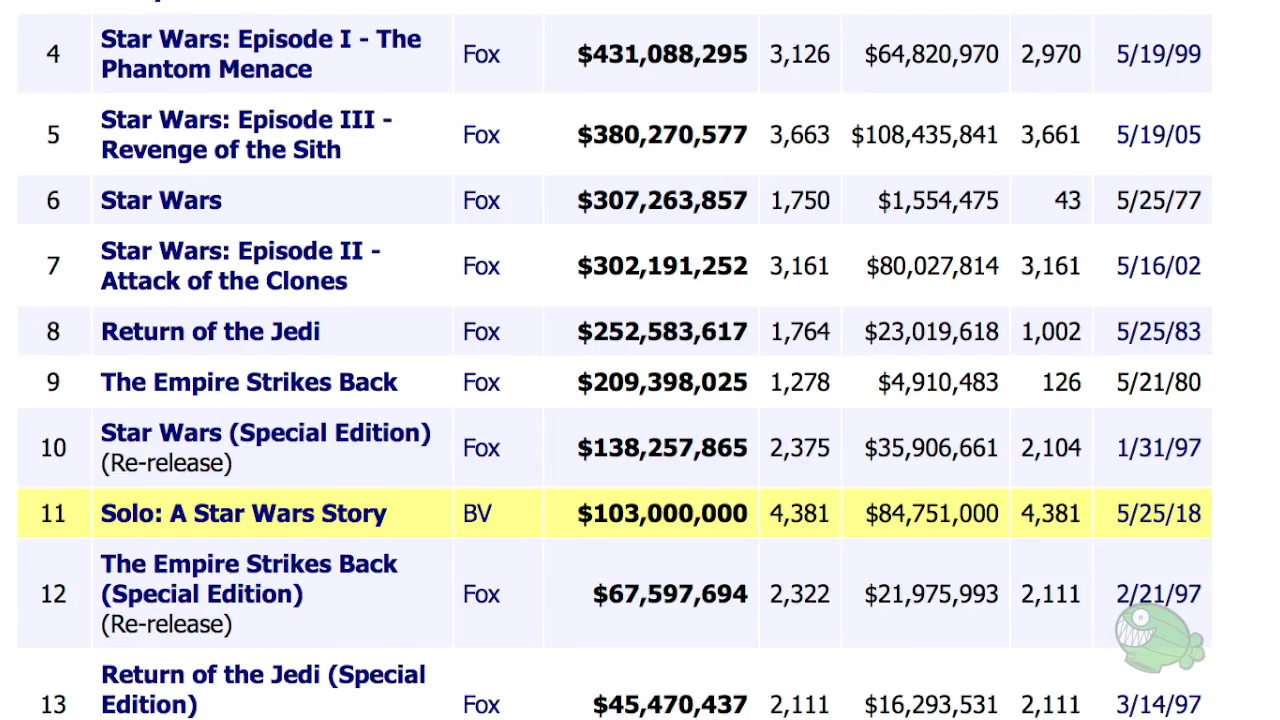 4 Star Wars: Episode I - The Phantom Menace Fox $431,088,295 3,126 $64,820,970 2,970 5/19/99
5 Star Wars: Episode III - Revenge of the Sith Fox $380,270,577 3,663 $108,435,841 3,661 5/19/05
6 Star Wars Fox $307,263,857 1,750 $1,554,475 43 5/25/77
7 Star Wars: Episode II - Attack of the Clones Fox $302,191,252 3,161 $80,027,814 3,161 5/16/02
8 Return of the Jedi Fox $252,583,617 1,764 $23,019,618 1,002 5/25/83
9 The Empire Strikes Back Fox $209,398,025 1,278 $4,910,483 126 5/21/80
10 Star Wars (Special Edition) (Re-release) Fox $138,257,865 2,375 $35,906,661 2,104 1/31/97
11 Solo: A Star Wars Story BV $103,000,000 4,381 $84,751,000 4,381 5/25/18
12 The Empire Strikes Back (Special Edition) (Re-release) Fox $67,597,694 2,322 $21,975,993 2,111 2/21/97
13 Return of the Jedi (Special Edition) Fox $45,470,437 2,111 $16,293,531 2,111 3/14/97